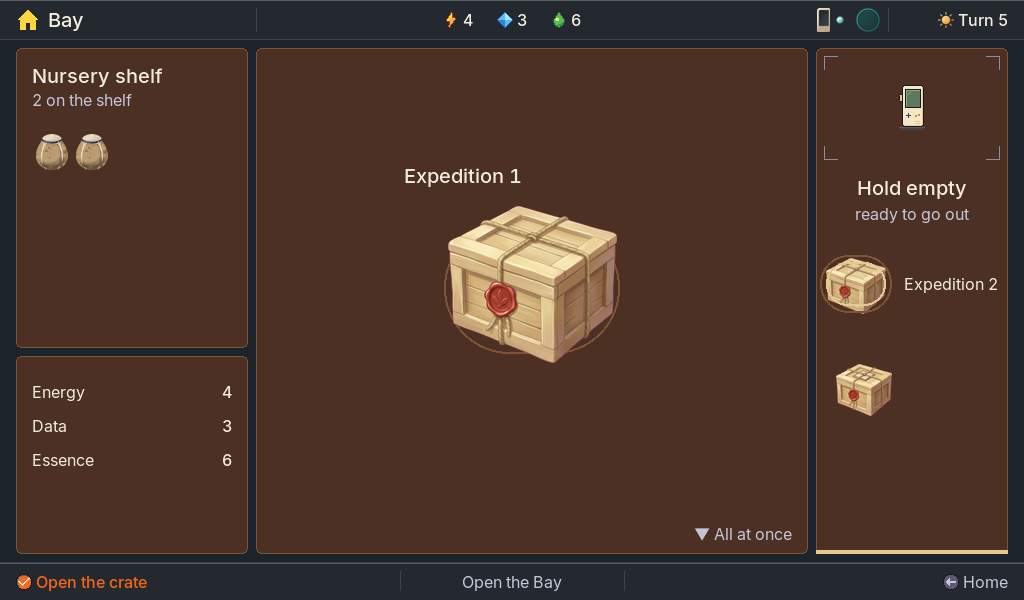 Bay
4
3
6
Turn 5
Nursery shelf
2 on the shelf
Expedition 1
Hold empty
ready to go out
Expedition 2
Energy 4
Data 3
Essence 6
All at once
Open the crate
Open the Bay
Home